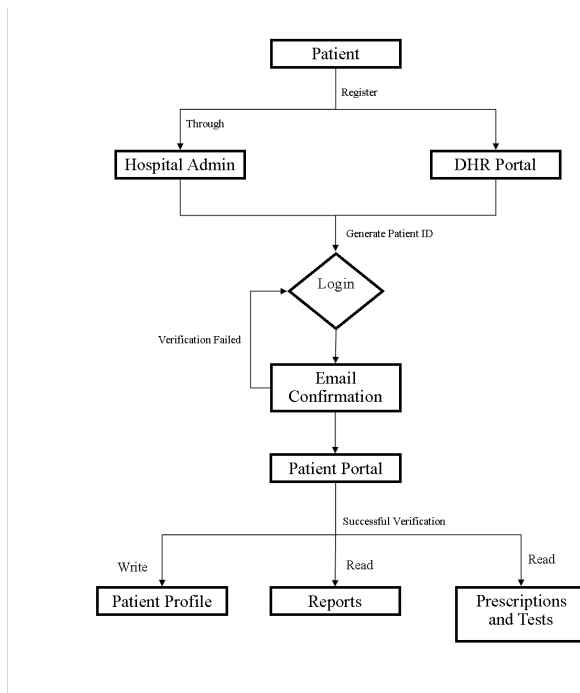 Patient
Register
Through
Hospital Admin
DHR Portal
Generate Patient ID
Login
Verification Failed
Email
Confirmation
Patient Portal
Successful Verification
Write
Read
Read
Patient Profile
Reports
Prescriptions
and Tests